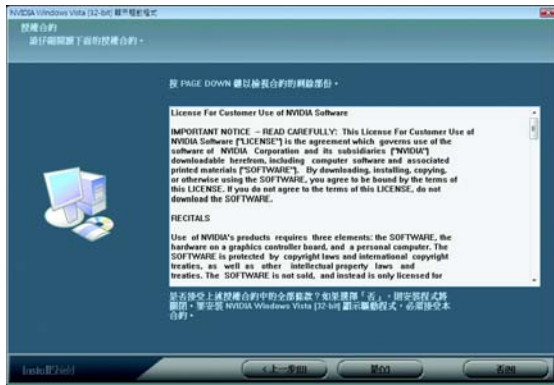 NVIDIA Windows Vista (32-bit) 顯示驅動程式
授權合約
請仔細閱讀下面的授權合約。
按 PAGE DOWN 鍵以檢視合約的剩餘部份。
License For Customer Use of NVIDIA Software
IMPORTANT NOTICE -- READ CAREFULLY: This License For Customer Use of
NVIDIA Software ("LICENSE") is the agreement which governs use of the
software of NVIDIA Corporation and its subsidiaries ("NVIDIA")
downloadable herefrom, including computer software and associated
printed materials ("SOFTWARE"). By downloading, installing, copying,
or otherwise using the SOFTWARE, you agree to be bound by the terms of
this LICENSE. If you do not agree to the terms of this LICENSE, do not
download the SOFTWARE.
RECITALS
Use of NVIDIA's products requires three elements: the SOFTWARE, the
hardware on a graphics controller board, and a personal computer. The
SOFTWARE is protected by copyright laws and international copyright
treaties, as well as other intellectual property laws and
treaties. The SOFTWARE is not sold, and instead is only licensed for
是否接受上述授權合約中的全部條款？如果選擇「否」，則安裝程式將
關閉。要安裝 NVIDIA Windows Vista (32-bit) 顯示驅動程式，必須接受本
合約。
InstallShield
< 上一步(B)
是(Y)
否(N)